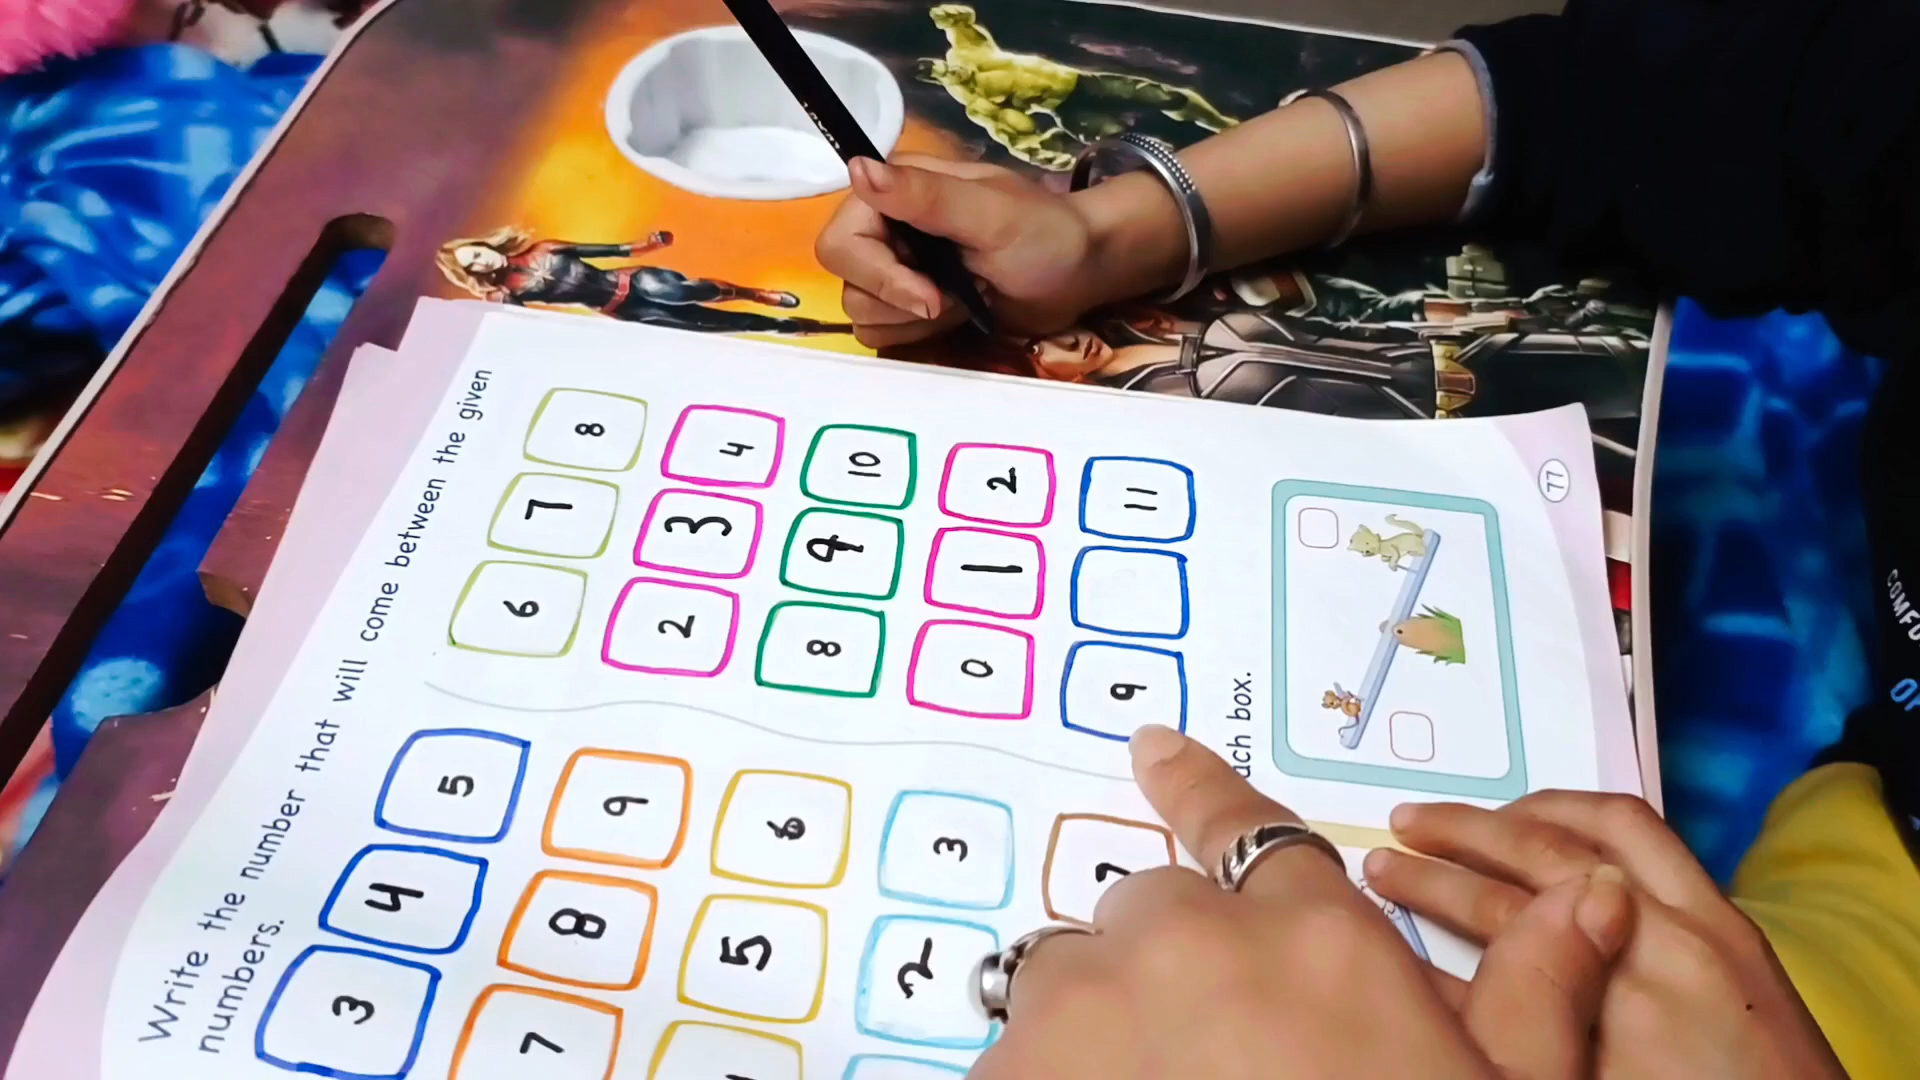 Write the number that will come between the given
numbers.
3 4 5
6 7 8
7 8 9
2 3 4
5 6
8 9 10
2 3
0 1 2
7
9 11
ach box.
77